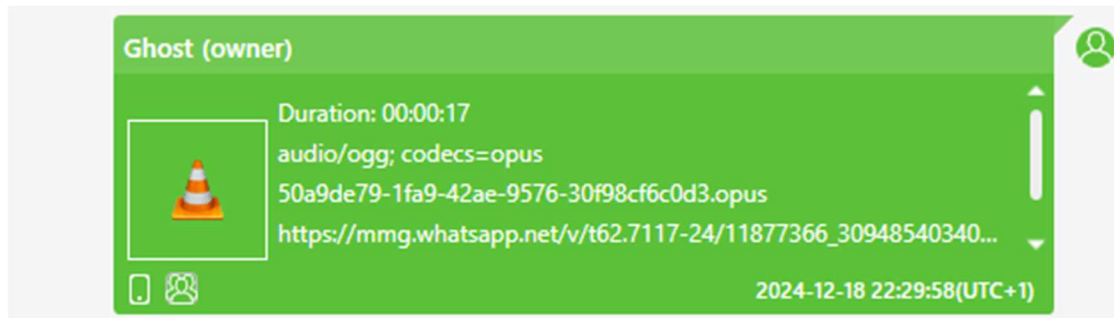 Ghost (owner)
Duration: 00:00:17
audio/ogg; codecs=opus
50a9de79-1fa9-42ae-9576-30f98cf6c0d3.opus
https://mmg.whatsapp.net/v/t62.7117-24/11877366_30948540340...
2024-12-18 22:29:58(UTC+1)